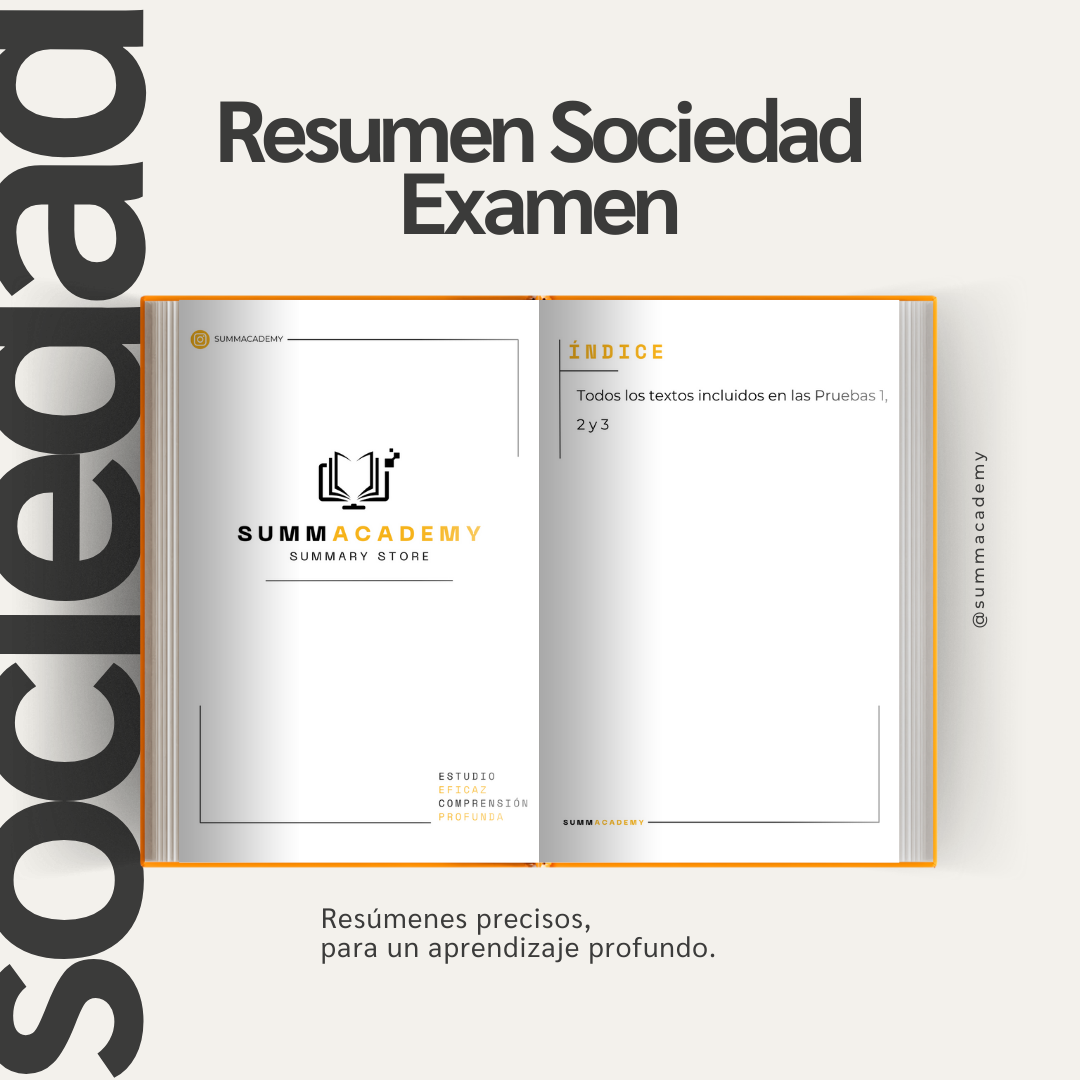 sociedad
Resumen Sociedad
Examen
SUMMACADEMY
SUMMACADEMY
SUMMARY STORE
ESTUDIO
EFICAZ
COMPRENSIÓN
PROFUNDA
ÍNDICE
Todos los textos incluidos en las Pruebas 1,
2 y 3
SUMMACADEMY
@summacademy
Resúmenes precisos,
para un aprendizaje profundo.